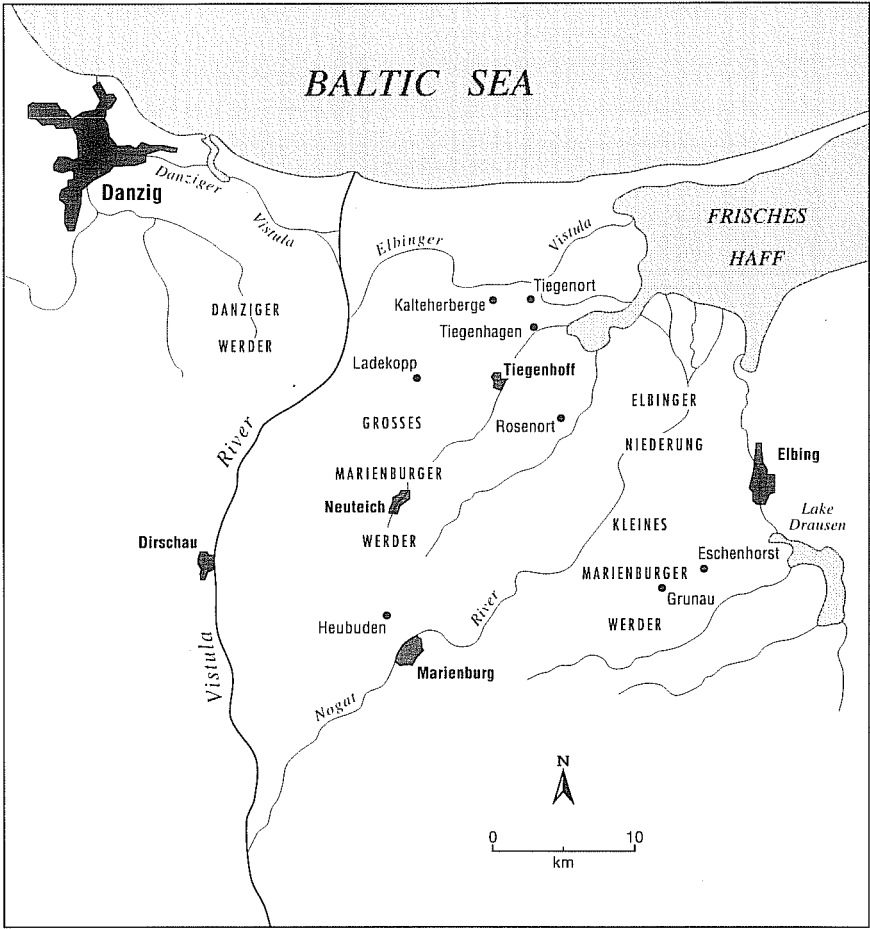 BALTIC SEA
Danzig
Danziger
Vistula
Elbinger
Vistula
FRISCHES
HAFF
Tiegenort
Kalteherberge
DANZIGER
WERDER
Tiegenhagen
Ladekopp
Tiegenhoff
ELBINGER
GROSSES
Rosenort
River
NIEDERUNG
Elbing
MARIENBURGER
Neuteich
Lake
Drausen
KLEINES
Dirschau
WERDER
Eschenhorst
MARIENBURGER
Grunau
River
Heubuden
WERDER
Vistula
Marienburg
Nogat
N
0 10
km